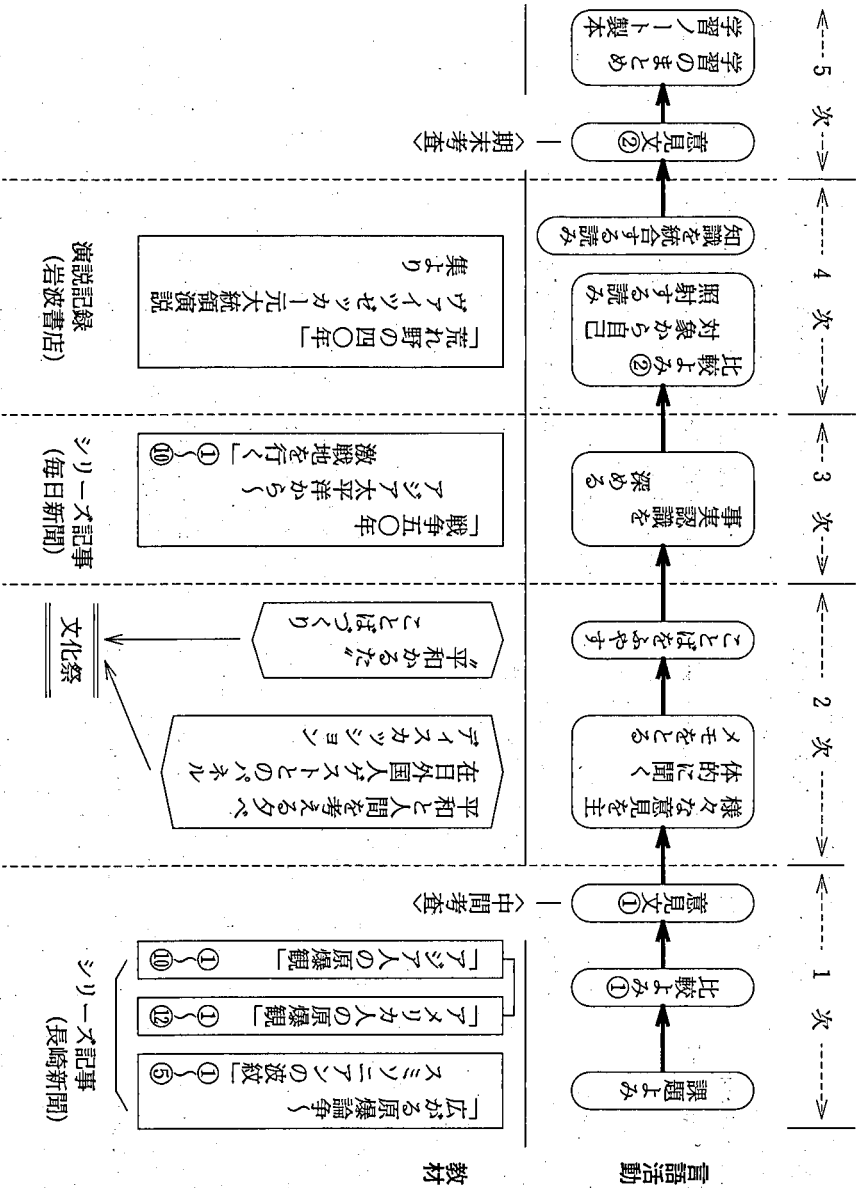 言語活動
教材
1 次
課題よみ
比較よみ①
意見文①
〈中間考査〉
「広がる原爆論争〜
スミソニアンの波紋」①〜⑤
「アメリカ人の原爆観」①〜⑫
「アジア人の原爆観」①〜⑩
シリーズ記事
(長崎新聞)
2 次
様々な意見を主
体的に聞く
メモをとる
ことばをふやす
平和と人間を考える夕べ
在日外国人ゲストとのパネル
ディスカッション
"平和かるた"
ことばづくり
文化祭
3 次
事実認識を
深める
「戦争五〇年
アジア太平洋から〜
激戦地を行く」①〜⑩
シリーズ記事
(毎日新聞)
4 次
比較よみ②
対象から自己
照射する読み
知識を統合する読み
「荒れ野の四〇年」
ヴァイツゼッカー元大統領演説
集より
演説記録
(岩波書店)
5 次
意見文②
〈期末考査〉
学習のまとめ
学習ノート製本